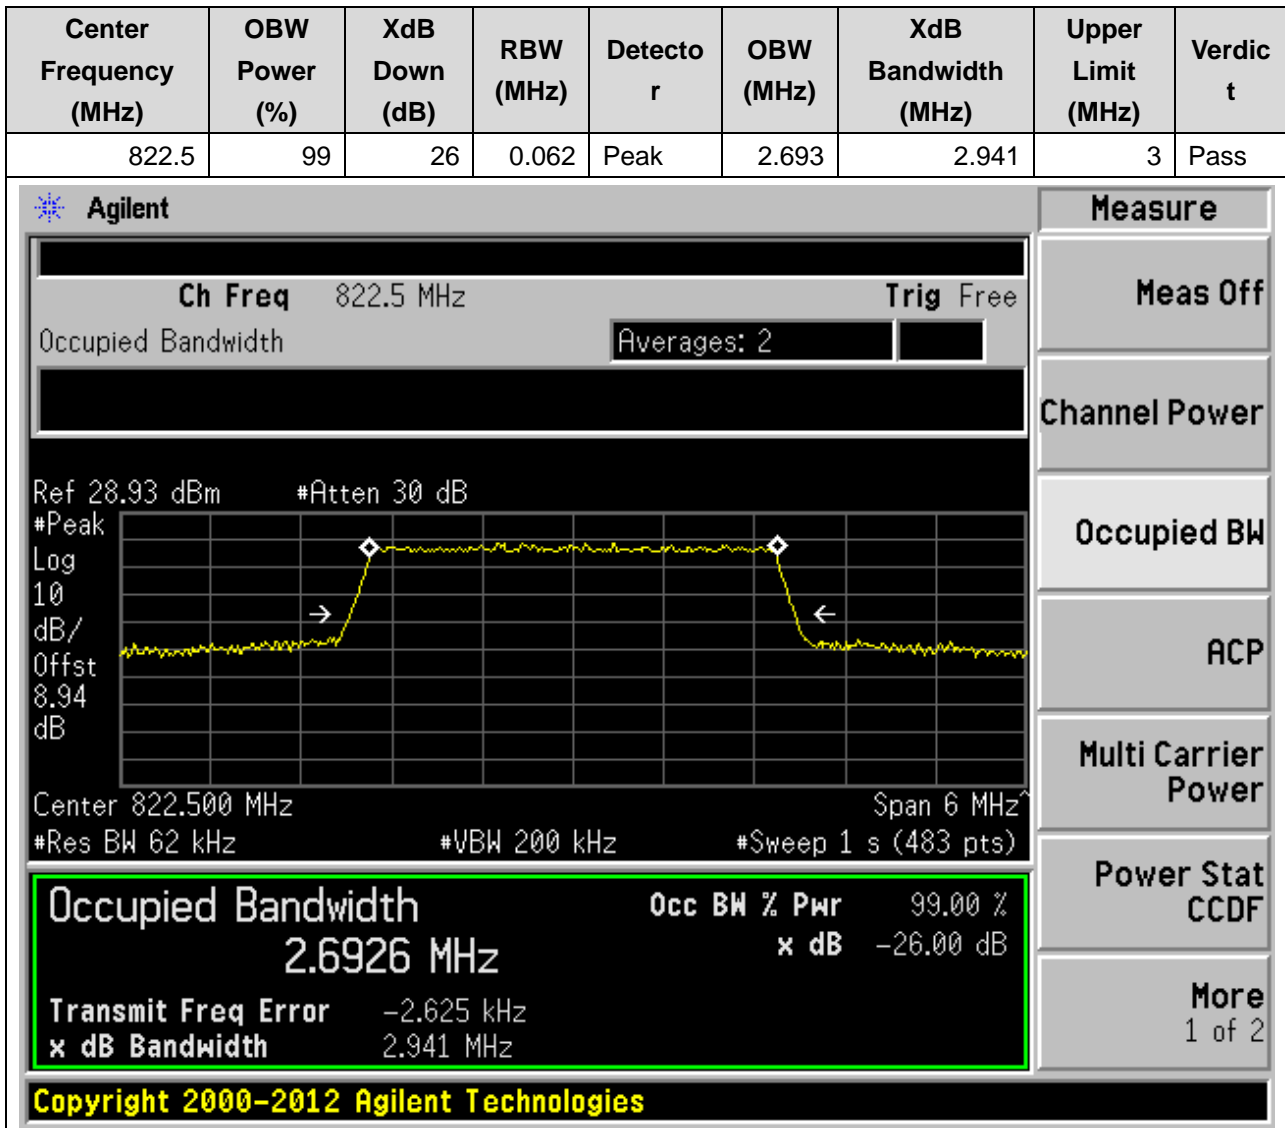 Center Frequency (MHz) OBW Power (%) XdB Down (dB) RBW (MHz) Detecto r OBW (MHz) XdB Bandwidth (MHz) Upper Limit (MHz) Verdic t
822.5 99 26 0.062 Peak 2.693 2.941 3 Pass
Agilent
Measure
Ch Freq 822.5 MHz Trig Free
Meas Off
Occupied Bandwidth Averages: 2
Channel Power
Ref 28.93 dBm #Atten 30 dB
#Peak
Log
10
dB/
Offst
8.94
dB
Occupied BW
ACP
Center 822.500 MHz Span 6 MHz^
#Res BW 62 kHz #VBW 200 kHz #Sweep 1 s (483 pts)
Multi Carrier
Power
Occupied Bandwidth Occ BW % Pwr 99.00 %
2.6926 MHz x dB -26.00 dB
Power Stat
CCDF
Transmit Freq Error -2.625 kHz
x dB Bandwidth 2.941 MHz
More
1 of 2
Copyright 2000-2012 Agilent Technologies